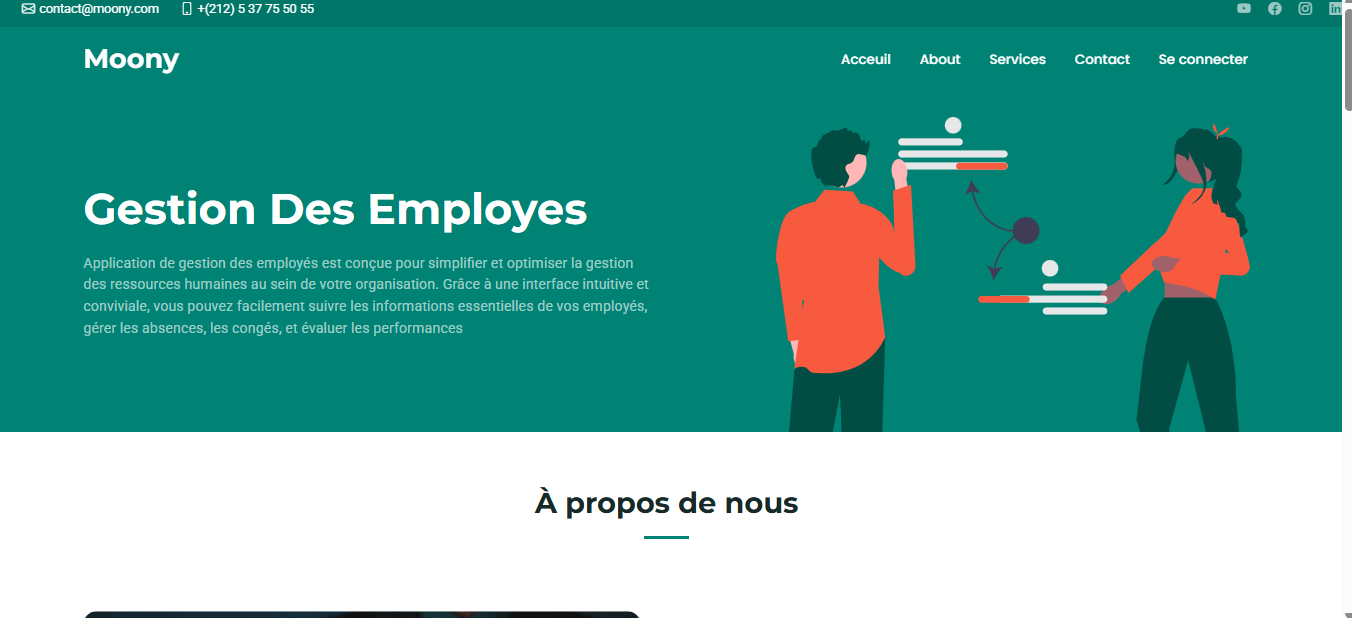 contact@moony.com +(212) 5 37 75 50 55
Moony
Acceuil About Services Contact Se connecter
Gestion Des Employes
Application de gestion des employés est conçue pour simplifier et optimiser la gestion
des ressources humaines au sein de votre organisation. Grâce à une interface intuitive et
conviviale, vous pouvez facilement suivre les informations essentielles de vos employés,
gérer les absences, les congés, et évaluer les performances
À propos de nous